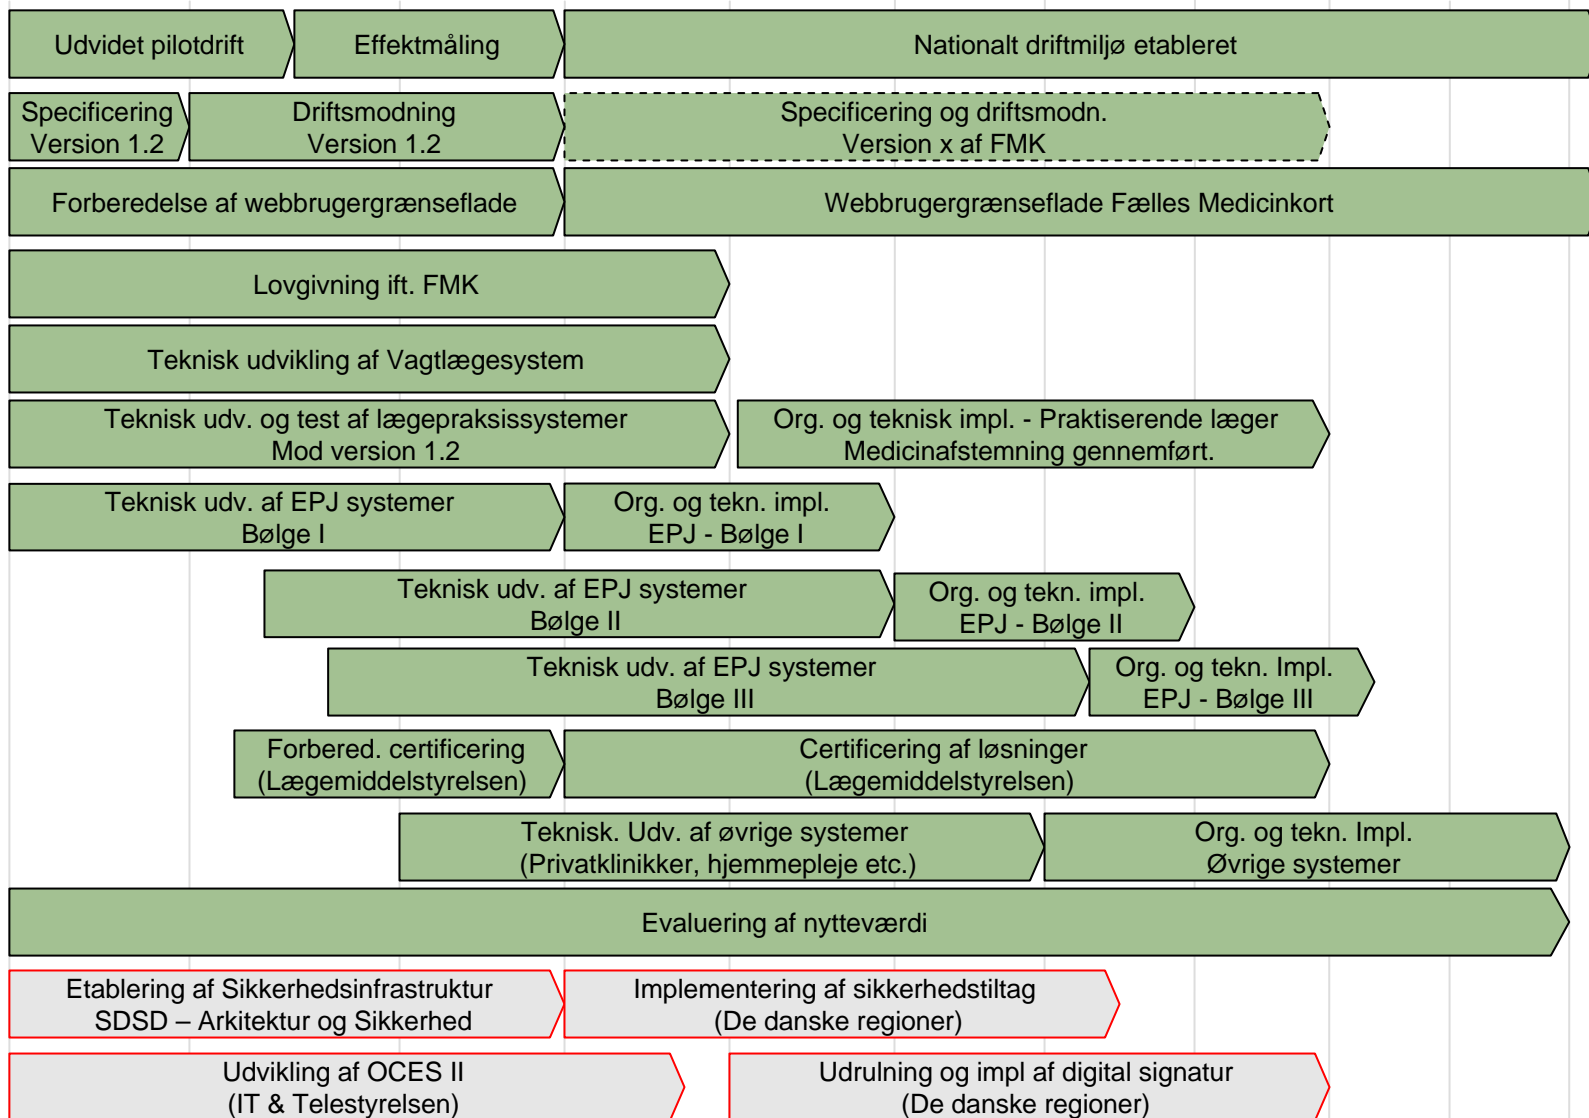 Udvidet pilotdrift
Effektmåling
Nationalt driftmiljø etableret
Specificering
Version 1.2
Driftsmodning
Version 1.2
Specificering og driftsmodn.
Version x af FMK
Forberedelse af webbrugergrænseflade
Webbrugergrænseflade Fælles Medicinkort
Lovgivning ift. FMK
Teknisk udvikling af Vagtlægesystem
Teknisk udv. og test af lægepraksissystemer
Mod version 1.2
Org. og teknisk impl. - Praktiserende læger
Medicinafstemning gennemført.
Teknisk udv. af EPJ systemer
Bølge I
Org. og tekn. impl.
EPJ - Bølge I
Teknisk udv. af EPJ systemer
Bølge II
Org. og tekn. impl.
EPJ - Bølge II
Teknisk udv. af EPJ systemer
Bølge III
Org. og tekn. Impl.
EPJ - Bølge III
Forbered. certificering
(Lægemiddelstyrelsen)
Certificering af løsninger
(Lægemiddelstyrelsen)
Teknisk. Udv. af øvrige systemer
(Privatklinikker, hjemmepleje etc.)
Org. og tekn. Impl.
Øvrige systemer
Evaluering af nytteværdi
Etablering af Sikkerhedsinfrastruktur
SDSD – Arkitektur og Sikkerhed
Implementering af sikkerhedstiltag
(De danske regioner)
Udvikling af OCES II
(IT & Telestyrelsen)
Udrulning og impl af digital signatur
(De danske regioner)